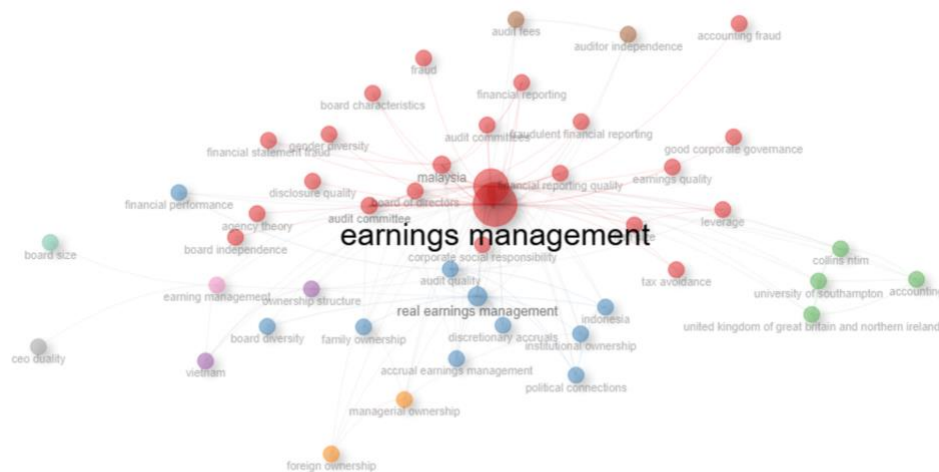 audit fees
auditor independence
accounting fraud
fraud
financial reporting
board characteristics
audit committees
fraudulent financial reporting
gender diversity
financial statement fraud
good corporate governance
malaysia
financial reporting quality
earnings quality
disclosure quality
board of directors
financial performance
audit committee
agency theory
leverage
earnings management
board independence
corporate social responsibility
board size
collins ntim
audit quality
tax avoidance
earning management
ownership structure
university of southampton
accounting
real earnings management
indonesia
united kingdom of great britain and northern ireland
board diversity
family ownership
discretionary accruals
institutional ownership
ceo duality
vietnam
accrual earnings management
political connections
managerial ownership
foreign ownership